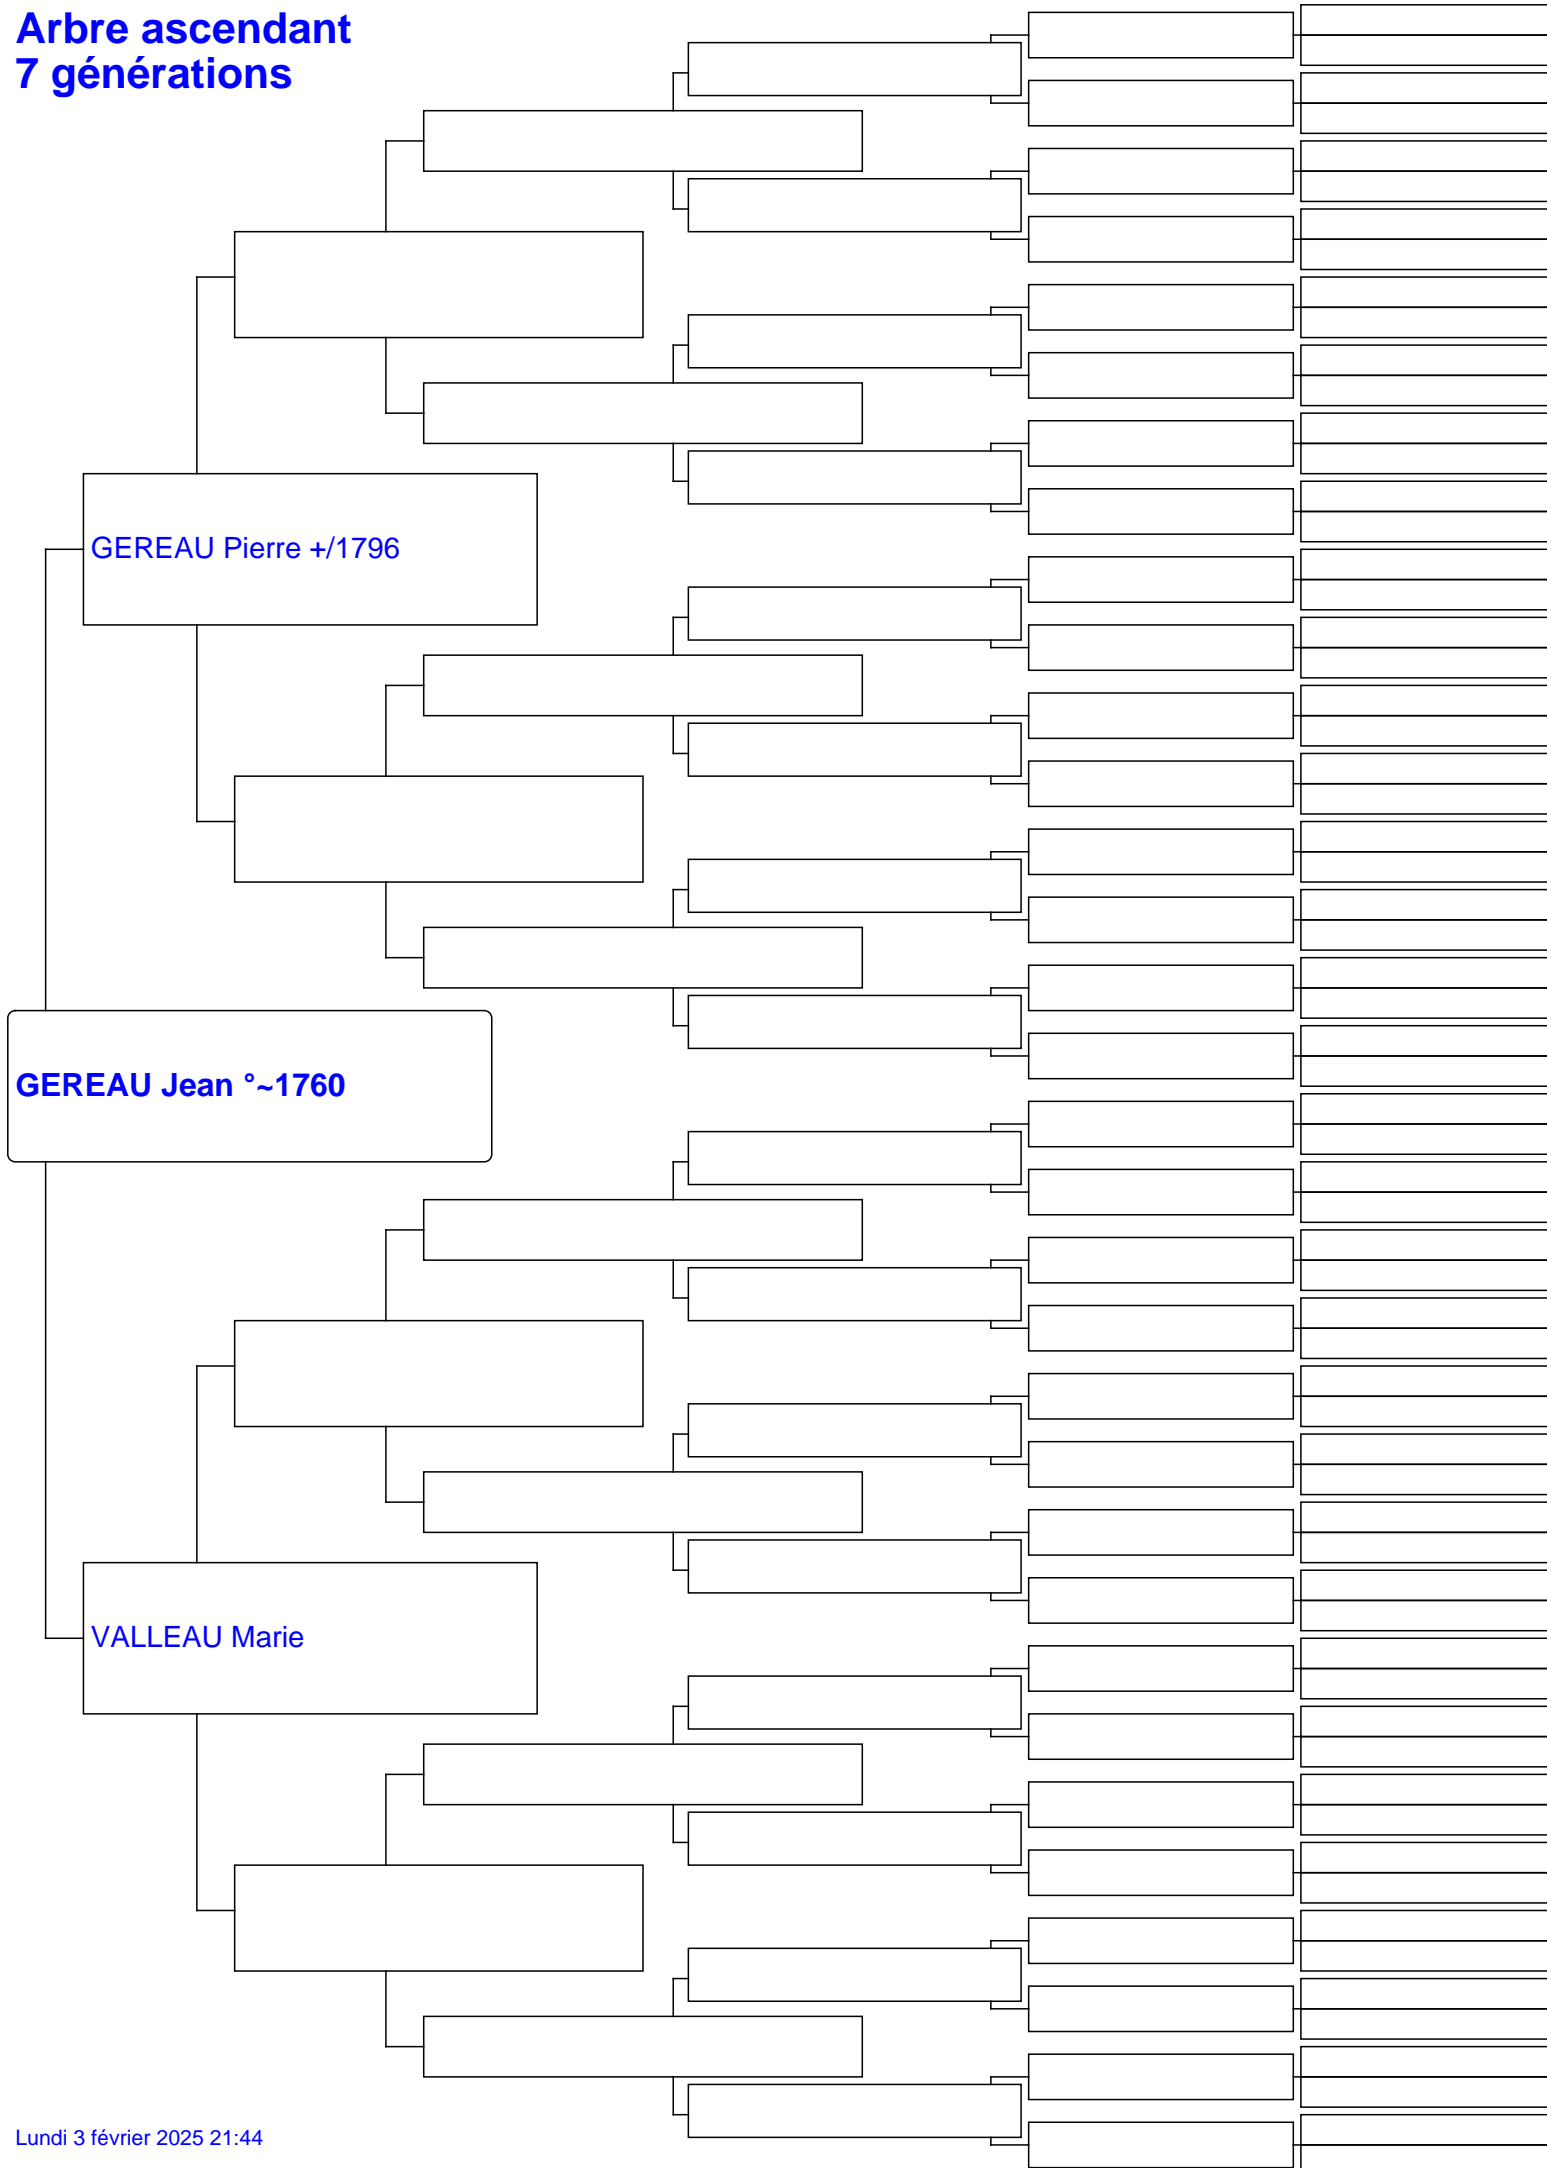 Arbre ascendant
7 générations
GEREAU Pierre +/1796
GEREAU Jean °~1760
VALLEAU Marie
Lundi 3 février 2025 21:44